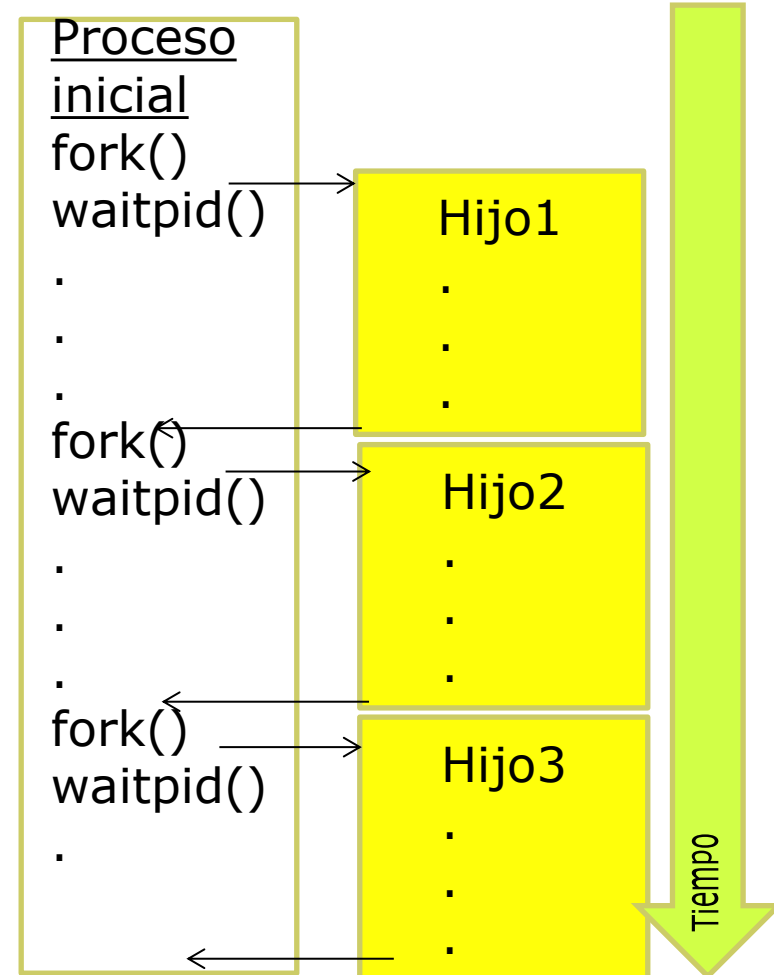 Proceso
inicial
fork()
waitpid()
.
.
.
fork()
waitpid()
.
.
.
fork()
waitpid()
.
Hijo1
.
.
.
Hijo2
.
.
.
Hijo3
.
.
.
Tiempo